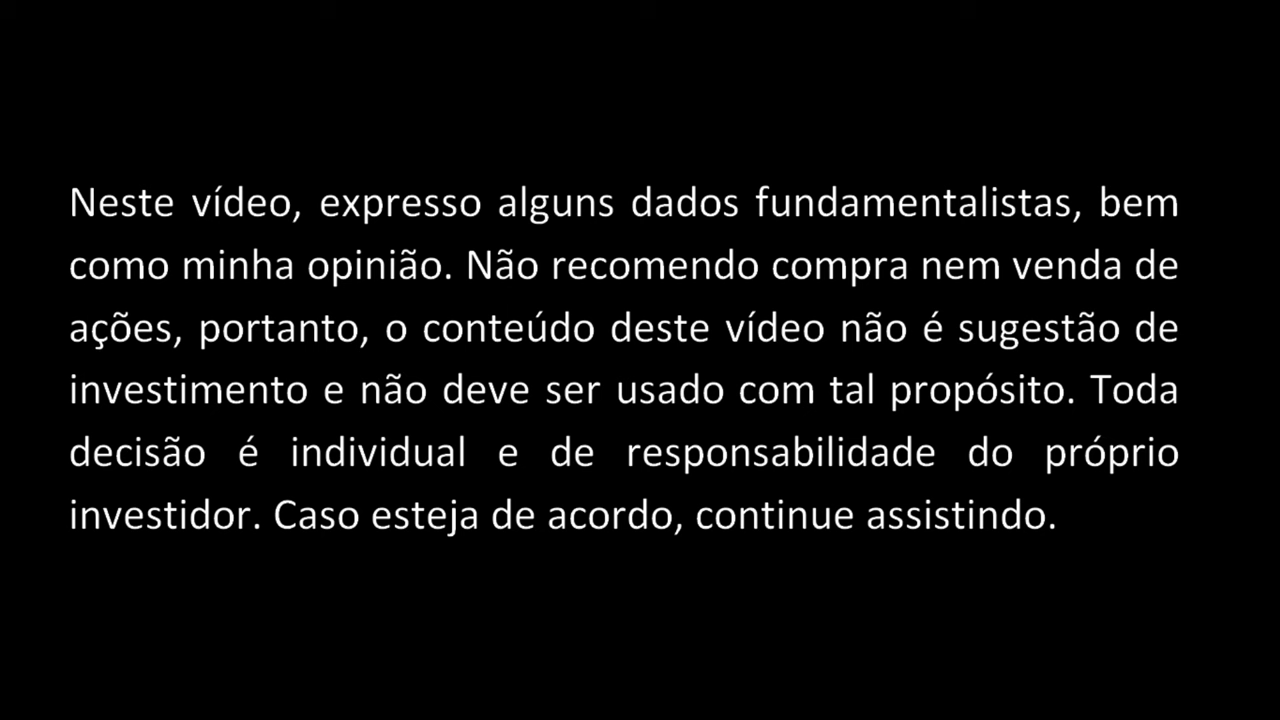 Neste vídeo, expresso alguns dados fundamentalistas, bem
como minha opinião. Não recomendo compra nem venda de
ações, portanto, o conteúdo deste vídeo não é sugestão de
investimento e não deve ser usado com tal propósito. Toda
decisão é individual e de responsabilidade do próprio
investidor. Caso esteja de acordo, continue assistindo.